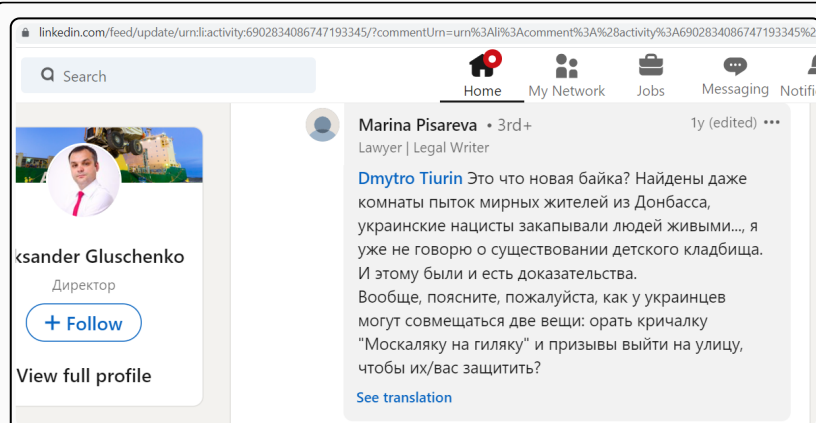 linkedin.com/feed/update/urn:li:activity:6902834086747193345/?commentUrn=urn%3Ali%3Acomment%3A%28activity%3A6902834086747193345%2
Search
Home My Network Jobs Messaging Notifi
Marina Pisareva • 3rd+ 1y (edited) •••
Lawyer | Legal Writer
Dmytro Tiurin Это что новая байка? Найдены даже
комнаты пыток мирных жителей из Донбасса,
украинские нацисты закапывали людей живыми..., я
уже не говорю о существовании детского кладбища.
И этому были и есть доказательства.
Вообще, поясните, пожалуйста, как у украинцев
могут совмещаться две вещи: орать кричалку
"Москаляку на гиляку" и призывы выйти на улицу,
чтобы их/вас защитить?
See translation
ksander Gluschenko
Директор
+ Follow
View full profile